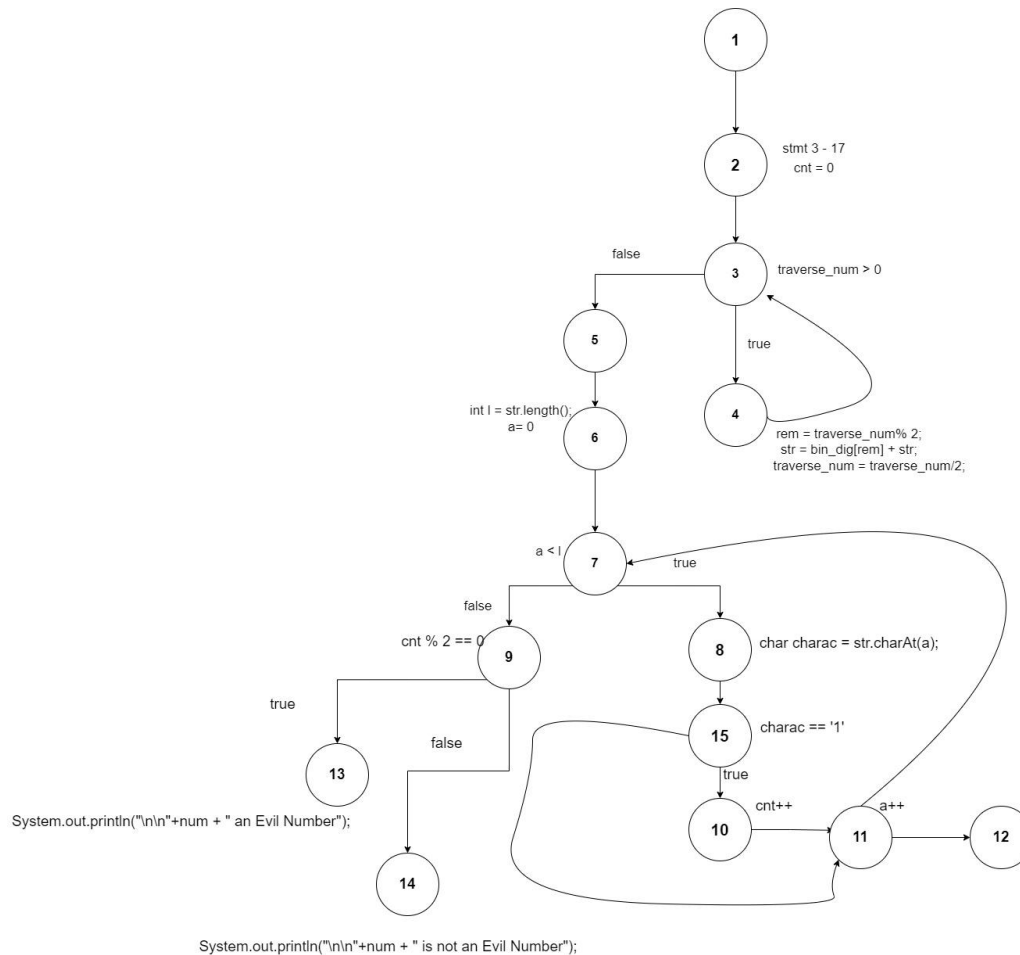 1
2
stmt 3 - 17
cnt = 0
false
3
traverse_num > 0
5
true
int l = str.length();
a= 0
6
4
rem = traverse_num% 2;
str = bin_dig[rem] + str;
traverse_num = traverse_num/2;
a < l
7
true
false
cnt % 2 == 0
9
8
char charac = str.charAt(a);
true
false
15
charac == '1'
true
13
10
cnt++
11
a++
12
System.out.println("\n\n"+num + " an Evil Number");
14
System.out.println("\n\n"+num + " is not an Evil Number");